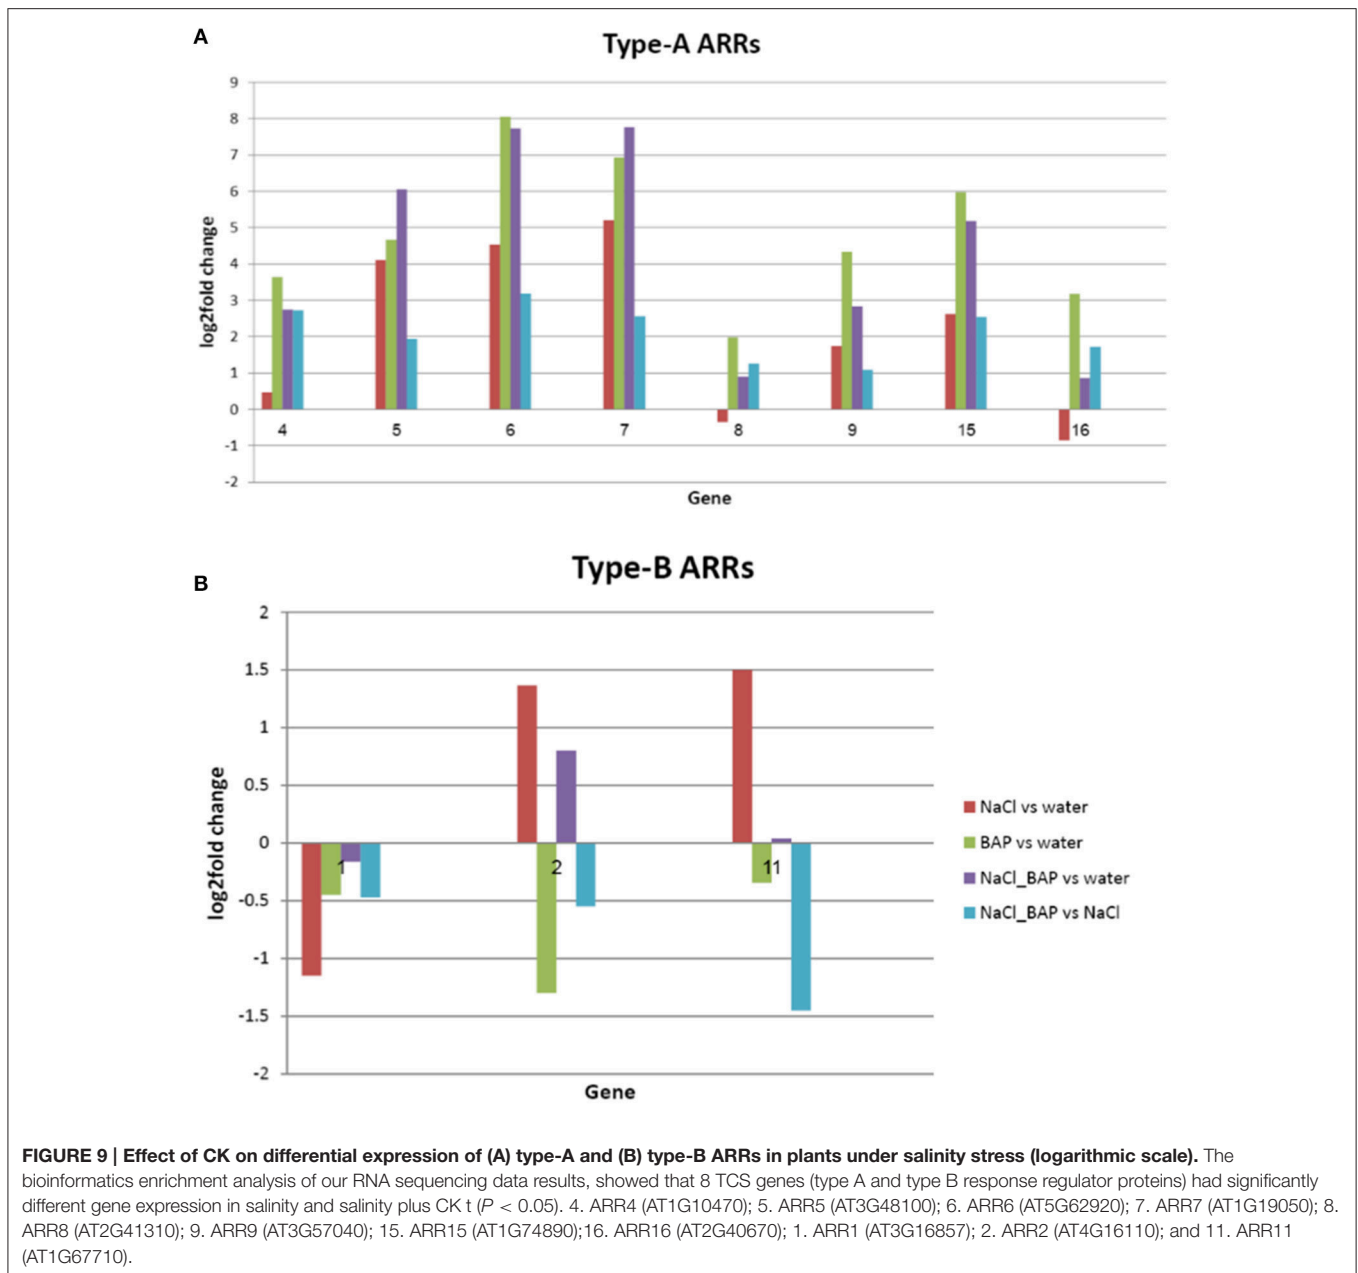 A
Type-A ARRs
9
8
7
6
5
4
3
2
1
0
-1
-2
log2fold change
4 5 6 7 8 9 15 16
Gene
B
Type-B ARRs
2
1.5
1
0.5
0
-0.5
-1
-1.5
-2
log2fold change
1 2 11
Gene
NaCl vs water
BAP vs water
NaCl_BAP vs water
NaCl_BAP vs NaCl
FIGURE 9 | Effect of CK on differential expression of (A) type-A and (B) type-B ARRs in plants under salinity stress (logarithmic scale). The
bioinformatics enrichment analysis of our RNA sequencing data results, showed that 8 TCS genes (type A and type B response regulator proteins) had significantly
different gene expression in salinity and salinity plus CK t (P < 0.05). 4. ARR4 (AT1G10470); 5. ARR5 (AT3G48100); 6. ARR6 (AT5G62920); 7. ARR7 (AT1G19050); 8.
ARR8 (AT2G41310); 9. ARR9 (AT3G57040); 15. ARR15 (AT1G74890);16. ARR16 (AT2G40670); 1. ARR1 (AT3G16857); 2. ARR2 (AT4G16110); and 11. ARR11
(AT1G67710).